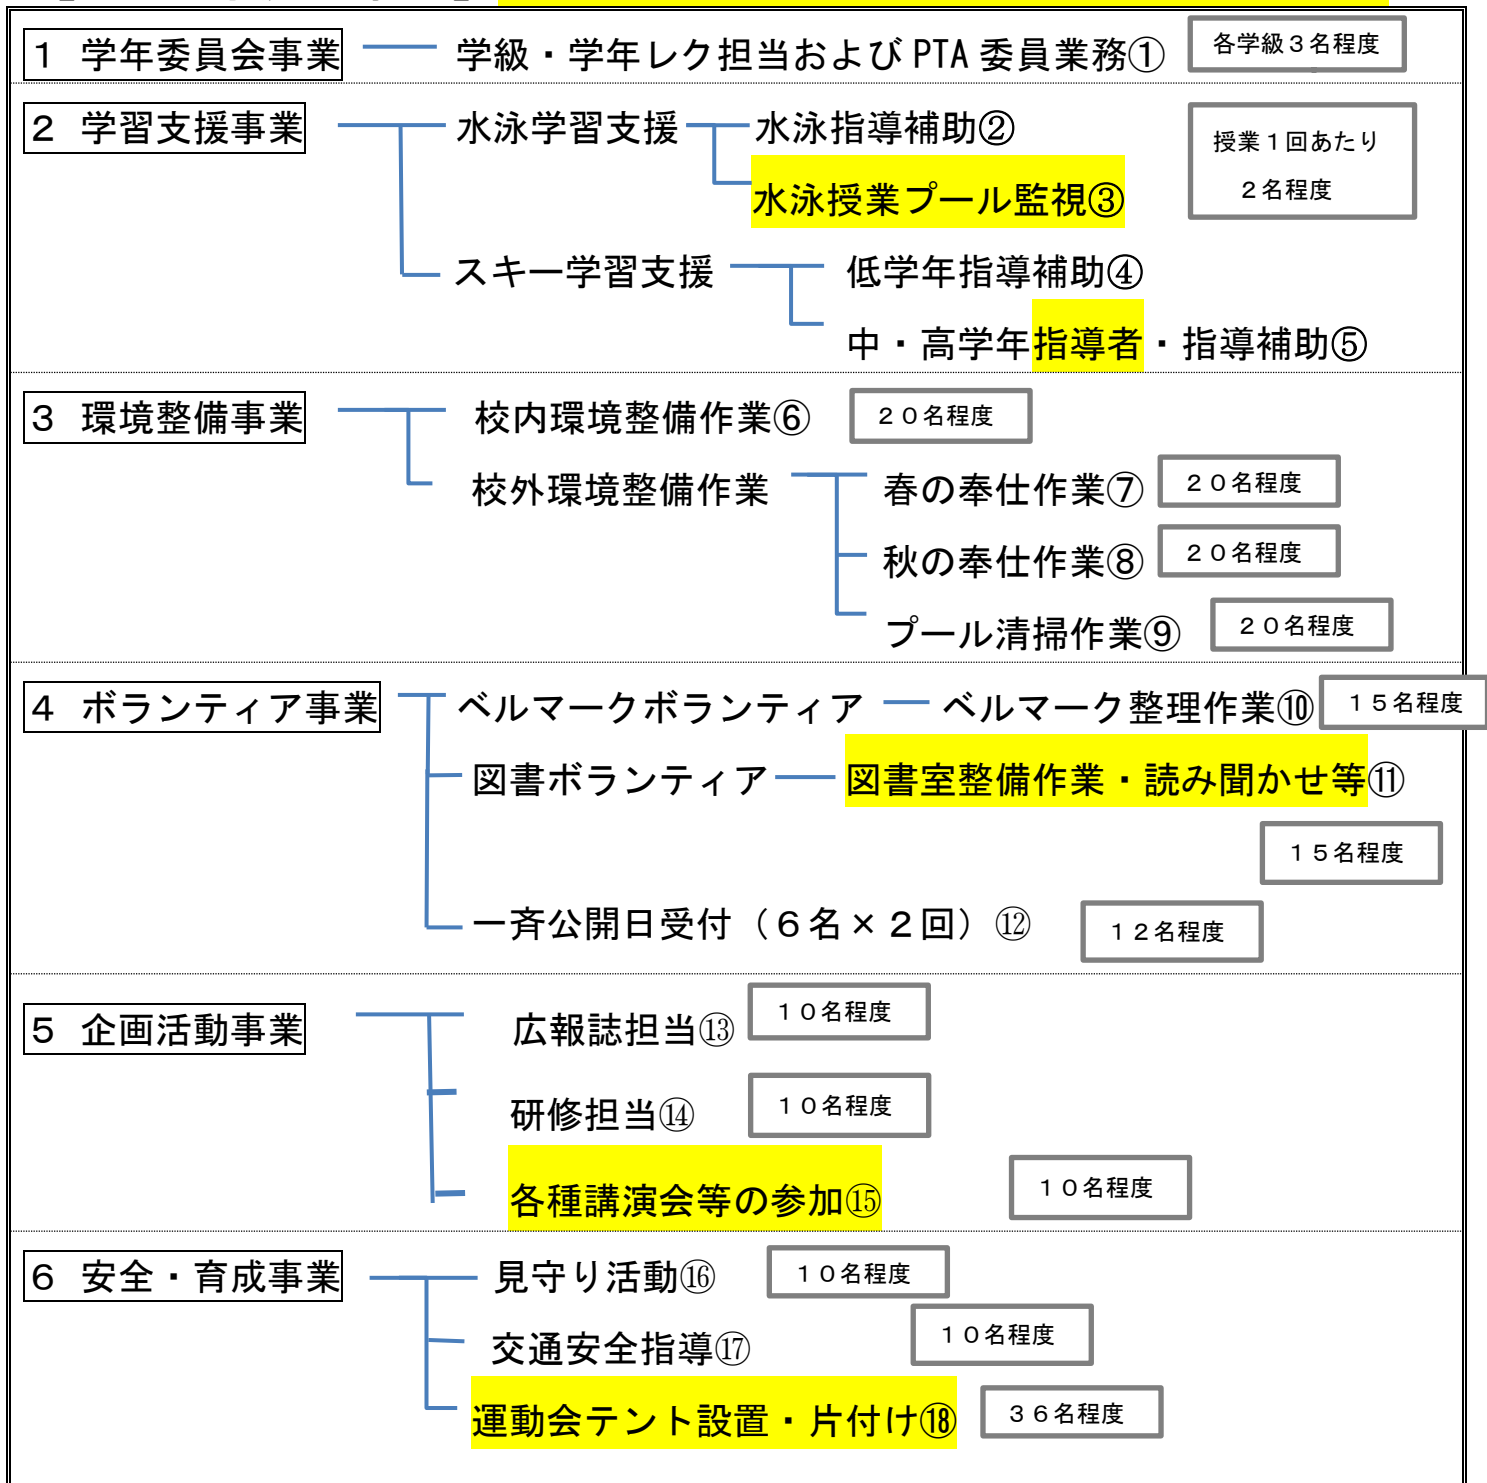 １ 学年委員会事業 学級・学年レク担当および PTA 委員業務① 各学級３名程度
２ 学習支援事業 水泳学習支援 水泳指導補助② 授業１回あたり
２名程度
水泳授業プール監視③
スキー学習支援 低学年指導補助④
中・高学年指導者・指導補助⑤
３ 環境整備事業 校内環境整備作業⑥ ２０名程度
校外環境整備作業 春の奉仕作業⑦ ２０名程度
秋の奉仕作業⑧ ２０名程度
プール清掃作業⑨ ２０名程度
４ ボランティア事業 ベルマークボランティア ベルマーク整理作業⑩ １５名程度
図書ボランティア 図書室整備作業・読み聞かせ等⑪
１５名程度
一斉公開日受付（６名×２回）⑫ １２名程度
５ 企画活動事業 広報誌担当⑬ １０名程度
研修担当⑭ １０名程度
各種講演会等の参加⑮ １０名程度
６ 安全・育成事業 見守り活動⑯ １０名程度
交通安全指導⑰ １０名程度
運動会テント設置・片付け⑱ ３６名程度